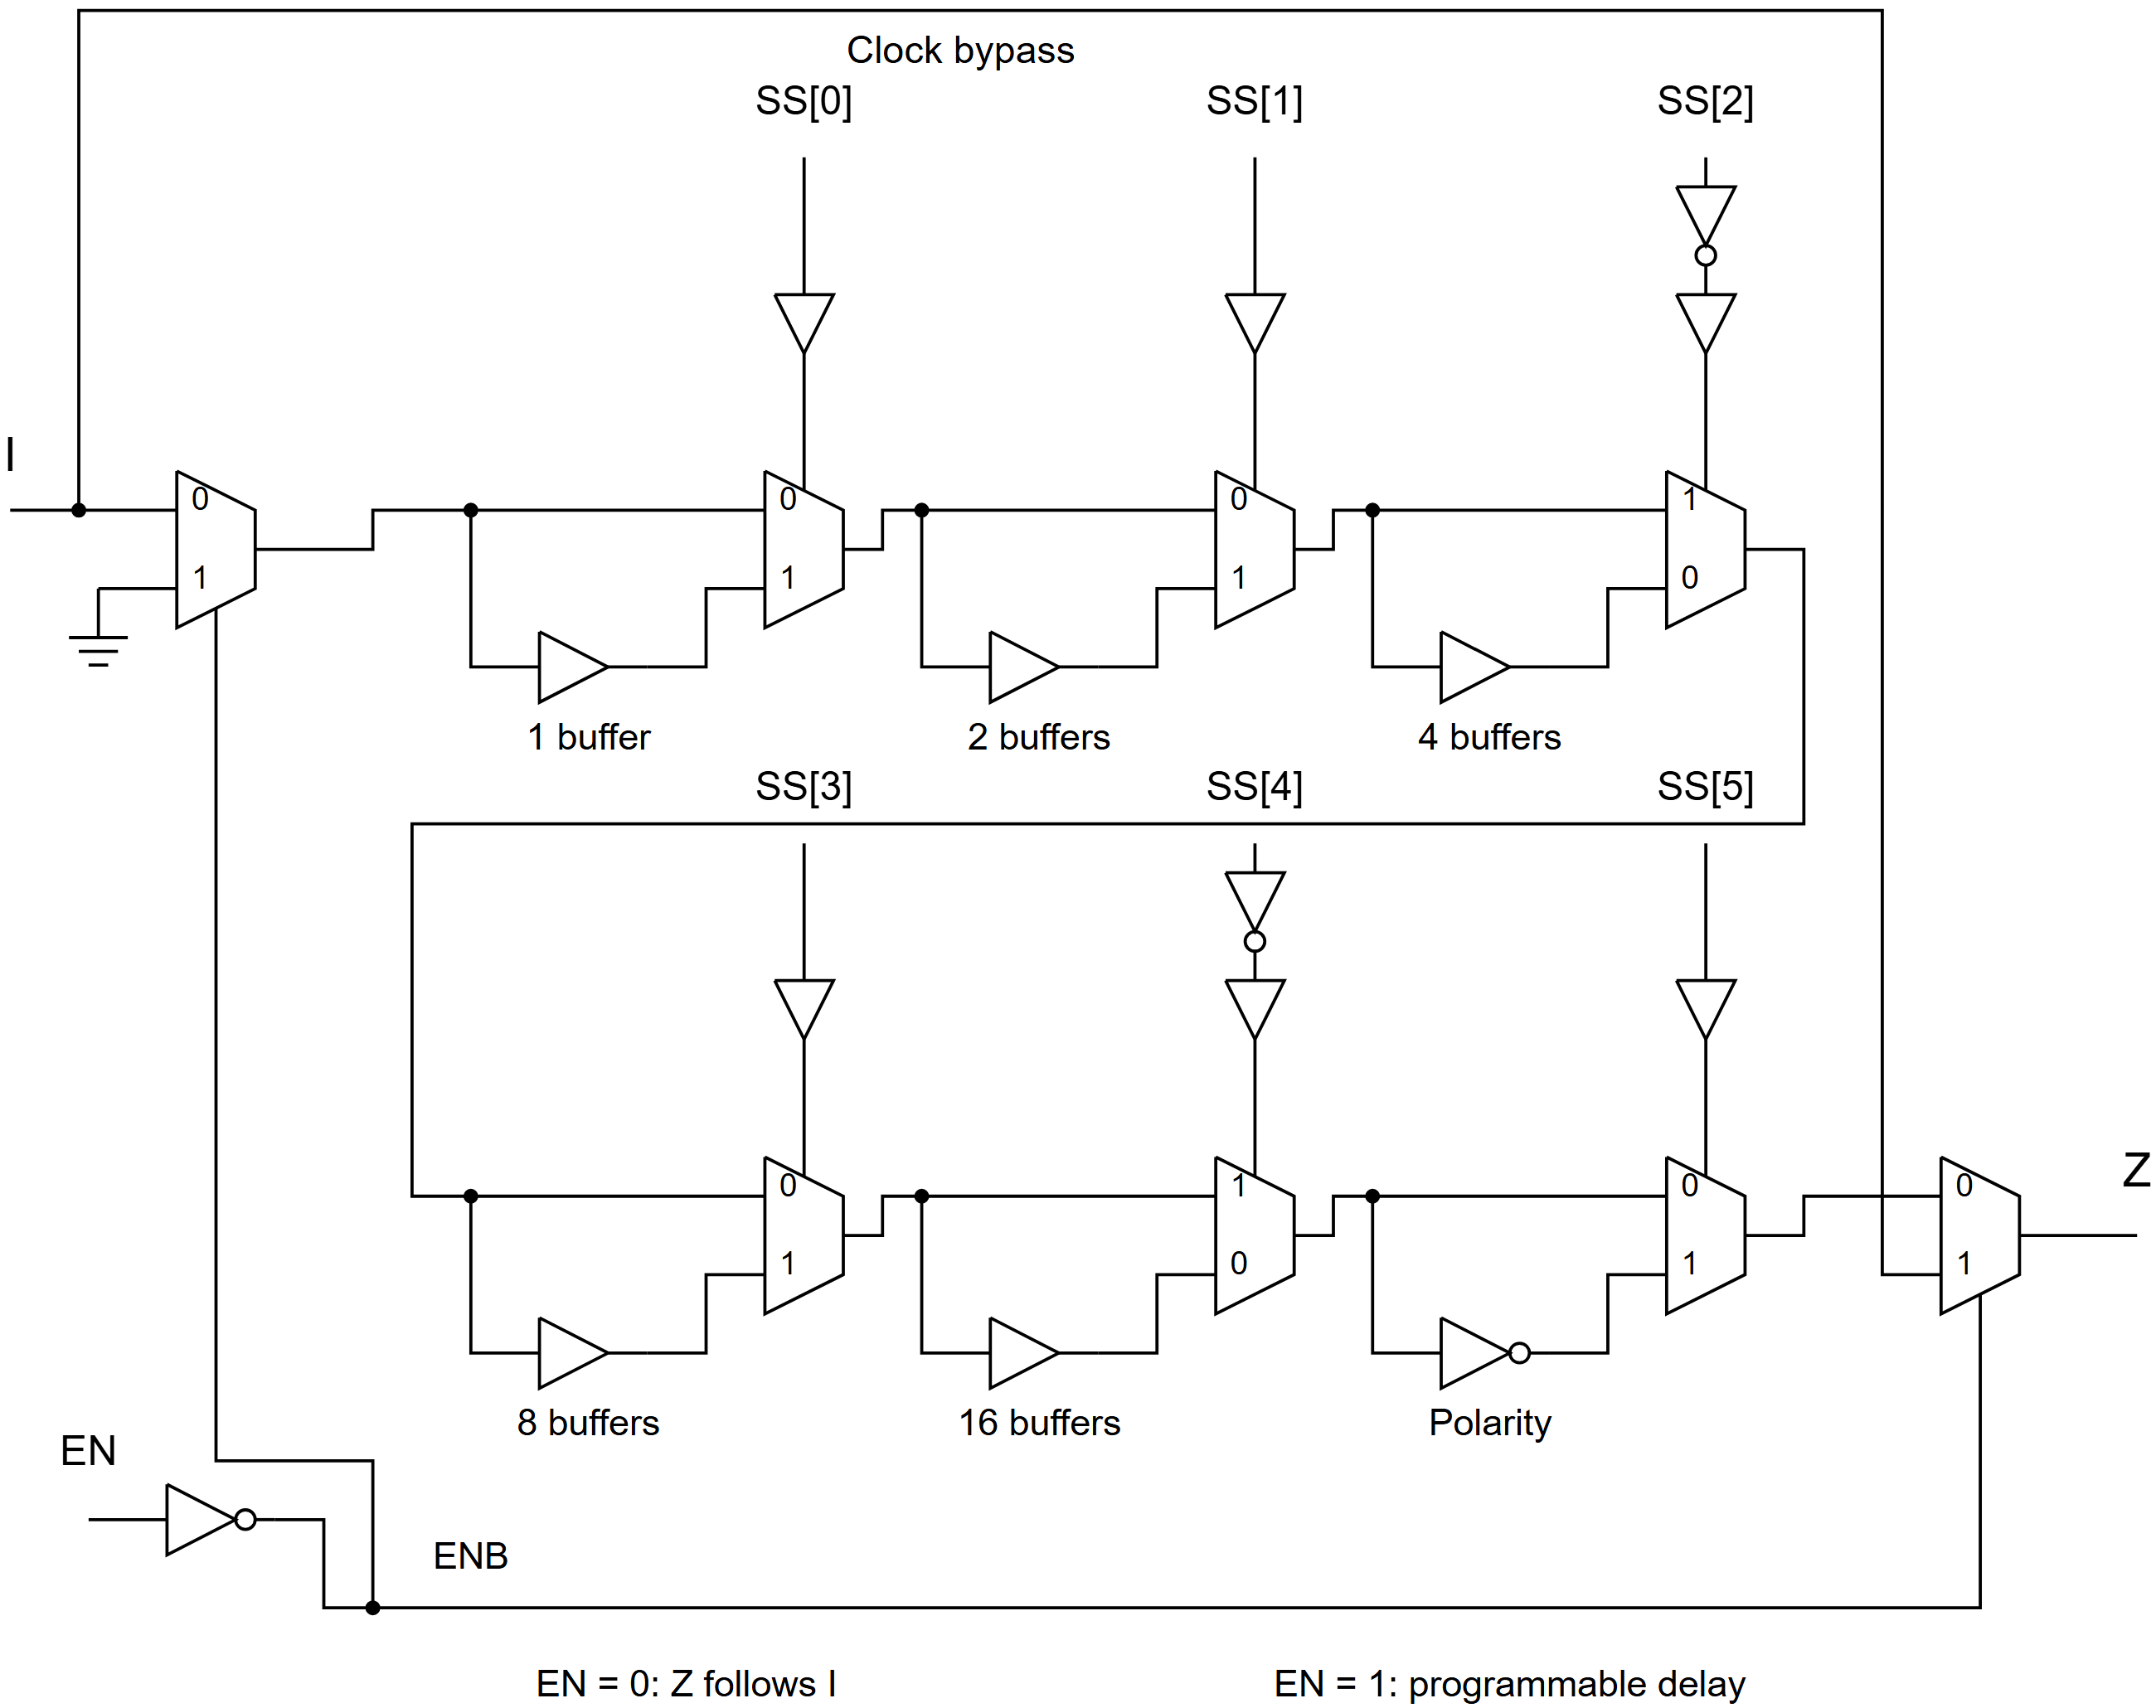 Clock bypass
SS[0] SS[1] SS[2]
I
0 0 0 1
1 1 1 0
1 buffer 2 buffers 4 buffers
SS[3] SS[4] SS[5]
Z
0 1 0 0
1 0 1 1
8 buffers 16 buffers Polarity
EN
ENB
EN = 0: Z follows I EN = 1: programmable delay